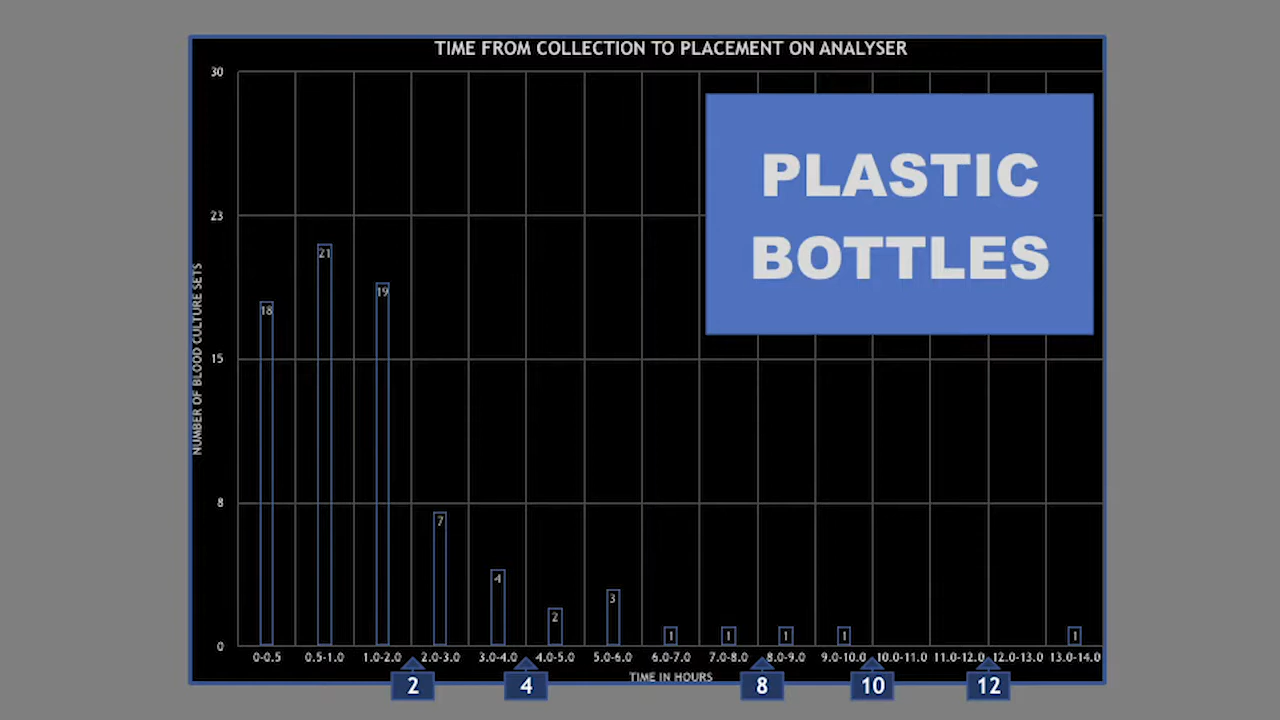 TIME FROM COLLECTION TO PLACEMENT ON ANALYSER
30
23
15
8
0
NUMBER OF BLOOD CULTURE SETS
PLASTIC
BOTTLES
18
21
19
7
4
2
3
1
1
1
1
1
0-0.5 0.5-1.0 1.0-2.0 2.0-3.0 3.0-4.0 4.0-5.0 5.0-6.0 6.0-7.0 7.0-8.0 8.0-9.0 9.0-10.0 10.0-11.0 11.0-12.0 12.0-13.0 13.0-14.0
TIME IN HOURS
2 4 8 10 12